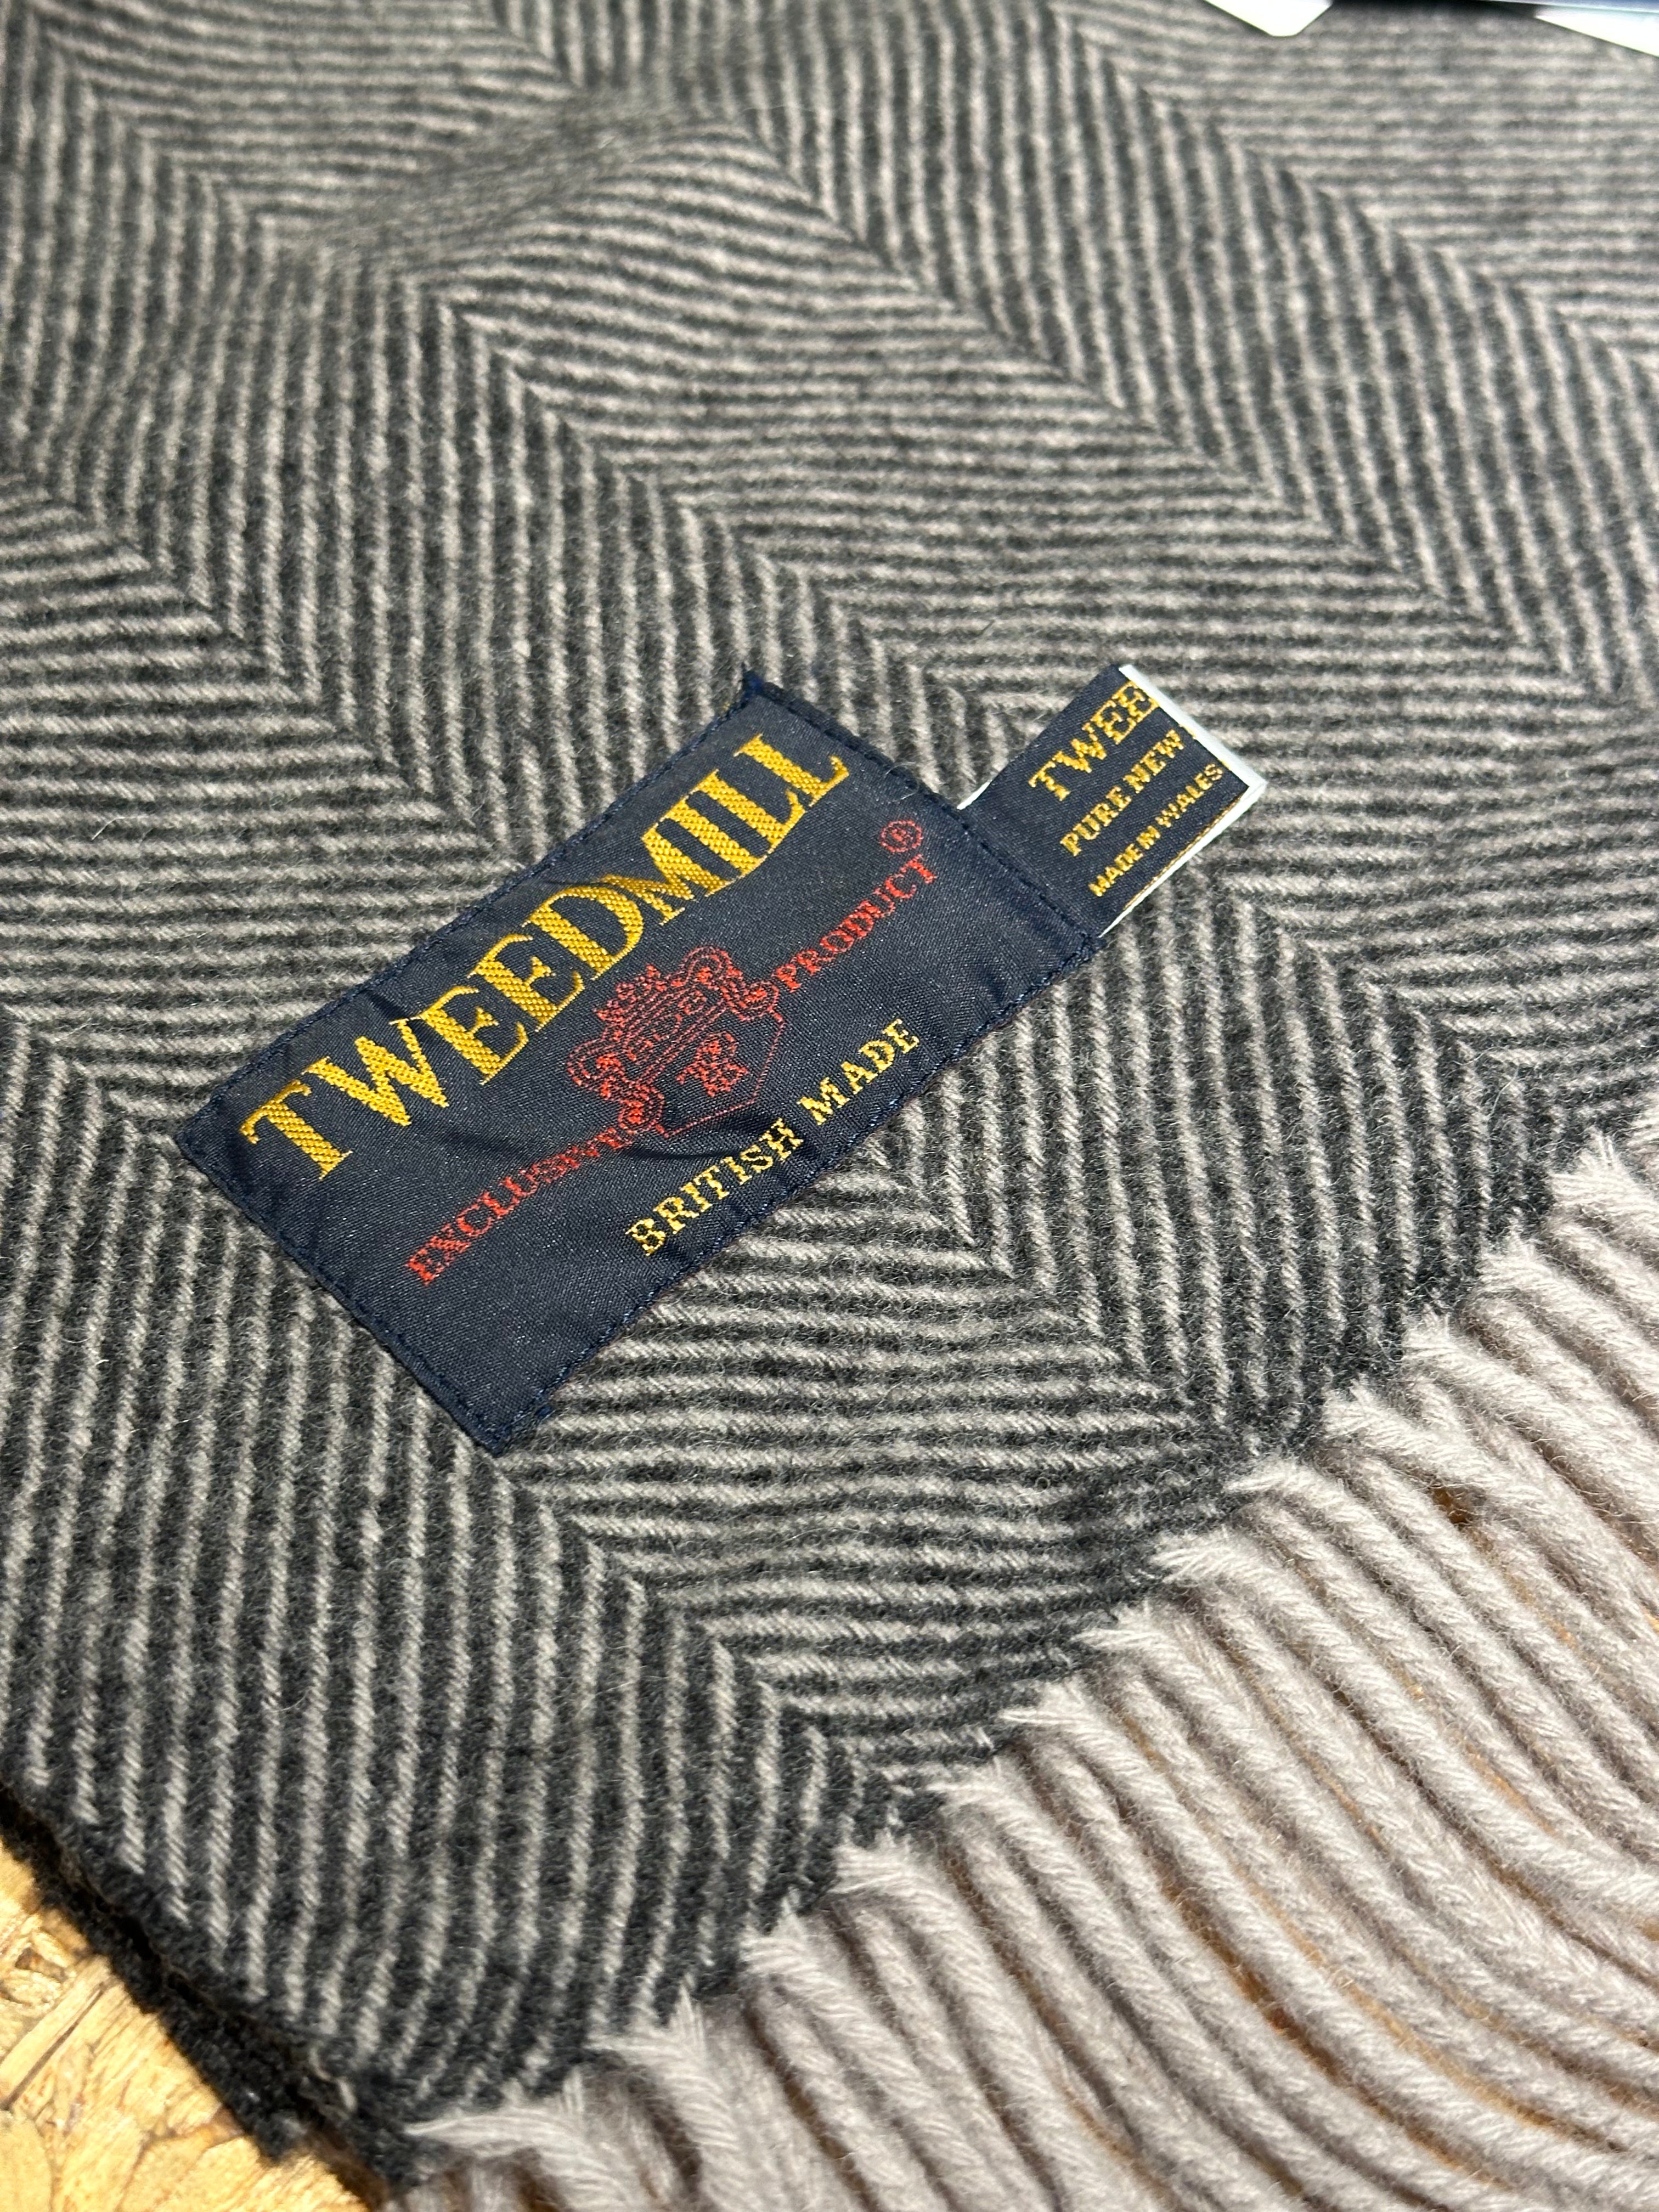 TWEEDMILL
EXCLUSIVE PRODUCT ®
BRITISH MADE
TWEE
PURE NEW
MADE IN WALES